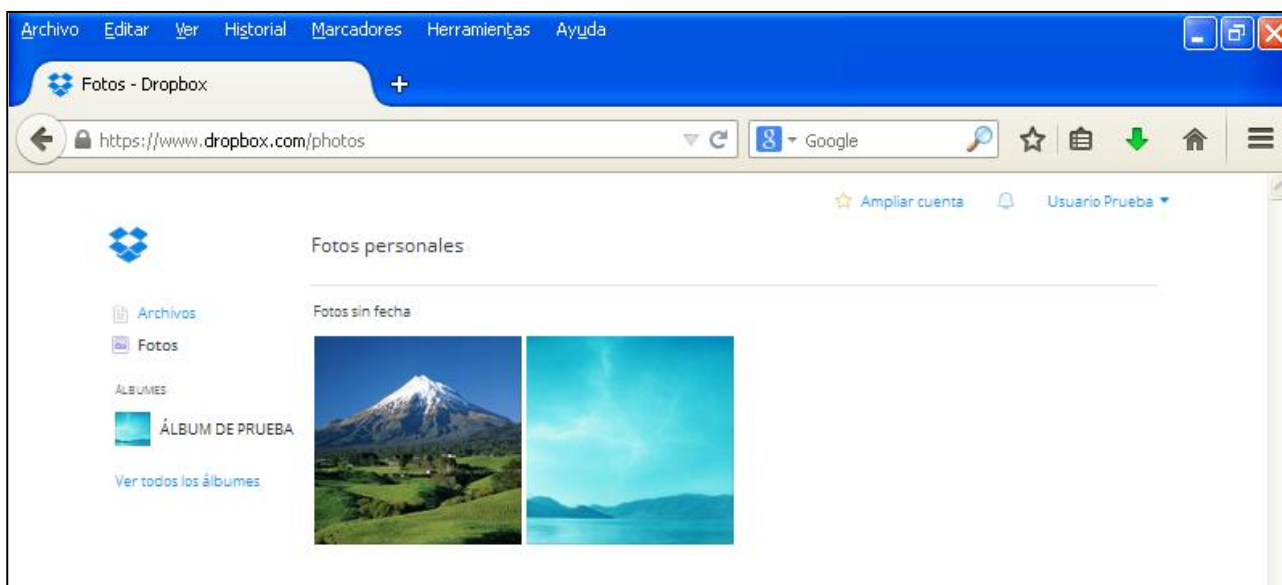 Archivo Editar Ver Historial Marcadores Herramientas Ayuda
Fotos - Dropbox
https://www.dropbox.com/photos
8 Google
Ampliar cuenta Usuario Prueba
Fotos personales
Archivos
Fotos sin fecha
Fotos
ÁLBUMES
ÁLBUM DE PRUEBA
Ver todos los álbumes